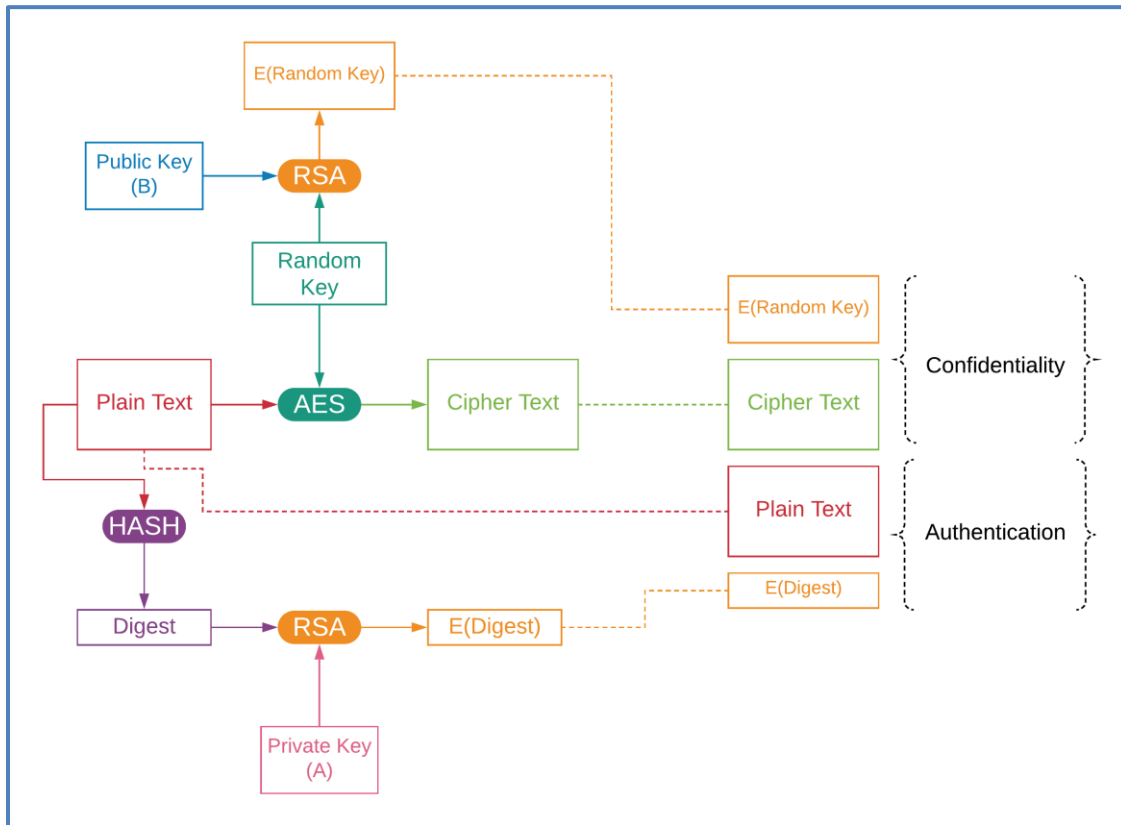 E(Random Key)
Public Key
(B)
RSA
Random
Key
E(Random Key)
Confidentiality
Plain Text
AES
Cipher Text
Cipher Text
Plain Text
HASH
Authentication
E(Digest)
Digest
RSA
E(Digest)
Private Key
(A)